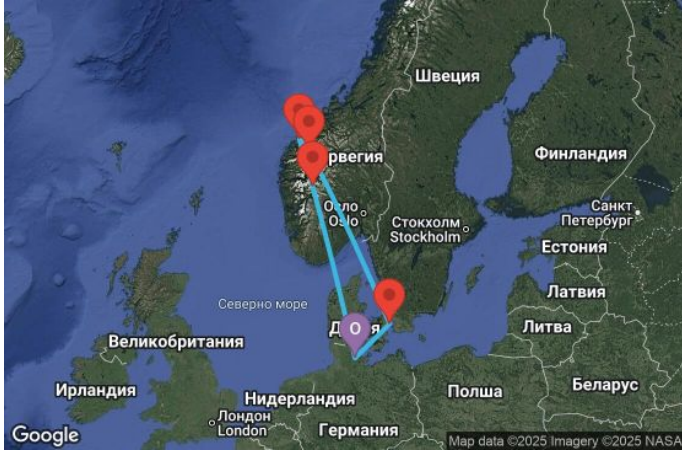 Швеция
рвегия
Финландия
Осло
Oslo
Санкт
Петербург
Стокхолм
Stockholm
Естония
Латвия
Северно море
Литва
Великобритания
O
Ирландия
Нидерландия
Полша
Беларус
Лондон
London
Германия
Google
Map data ©2025 Imagery ©2025 NASA